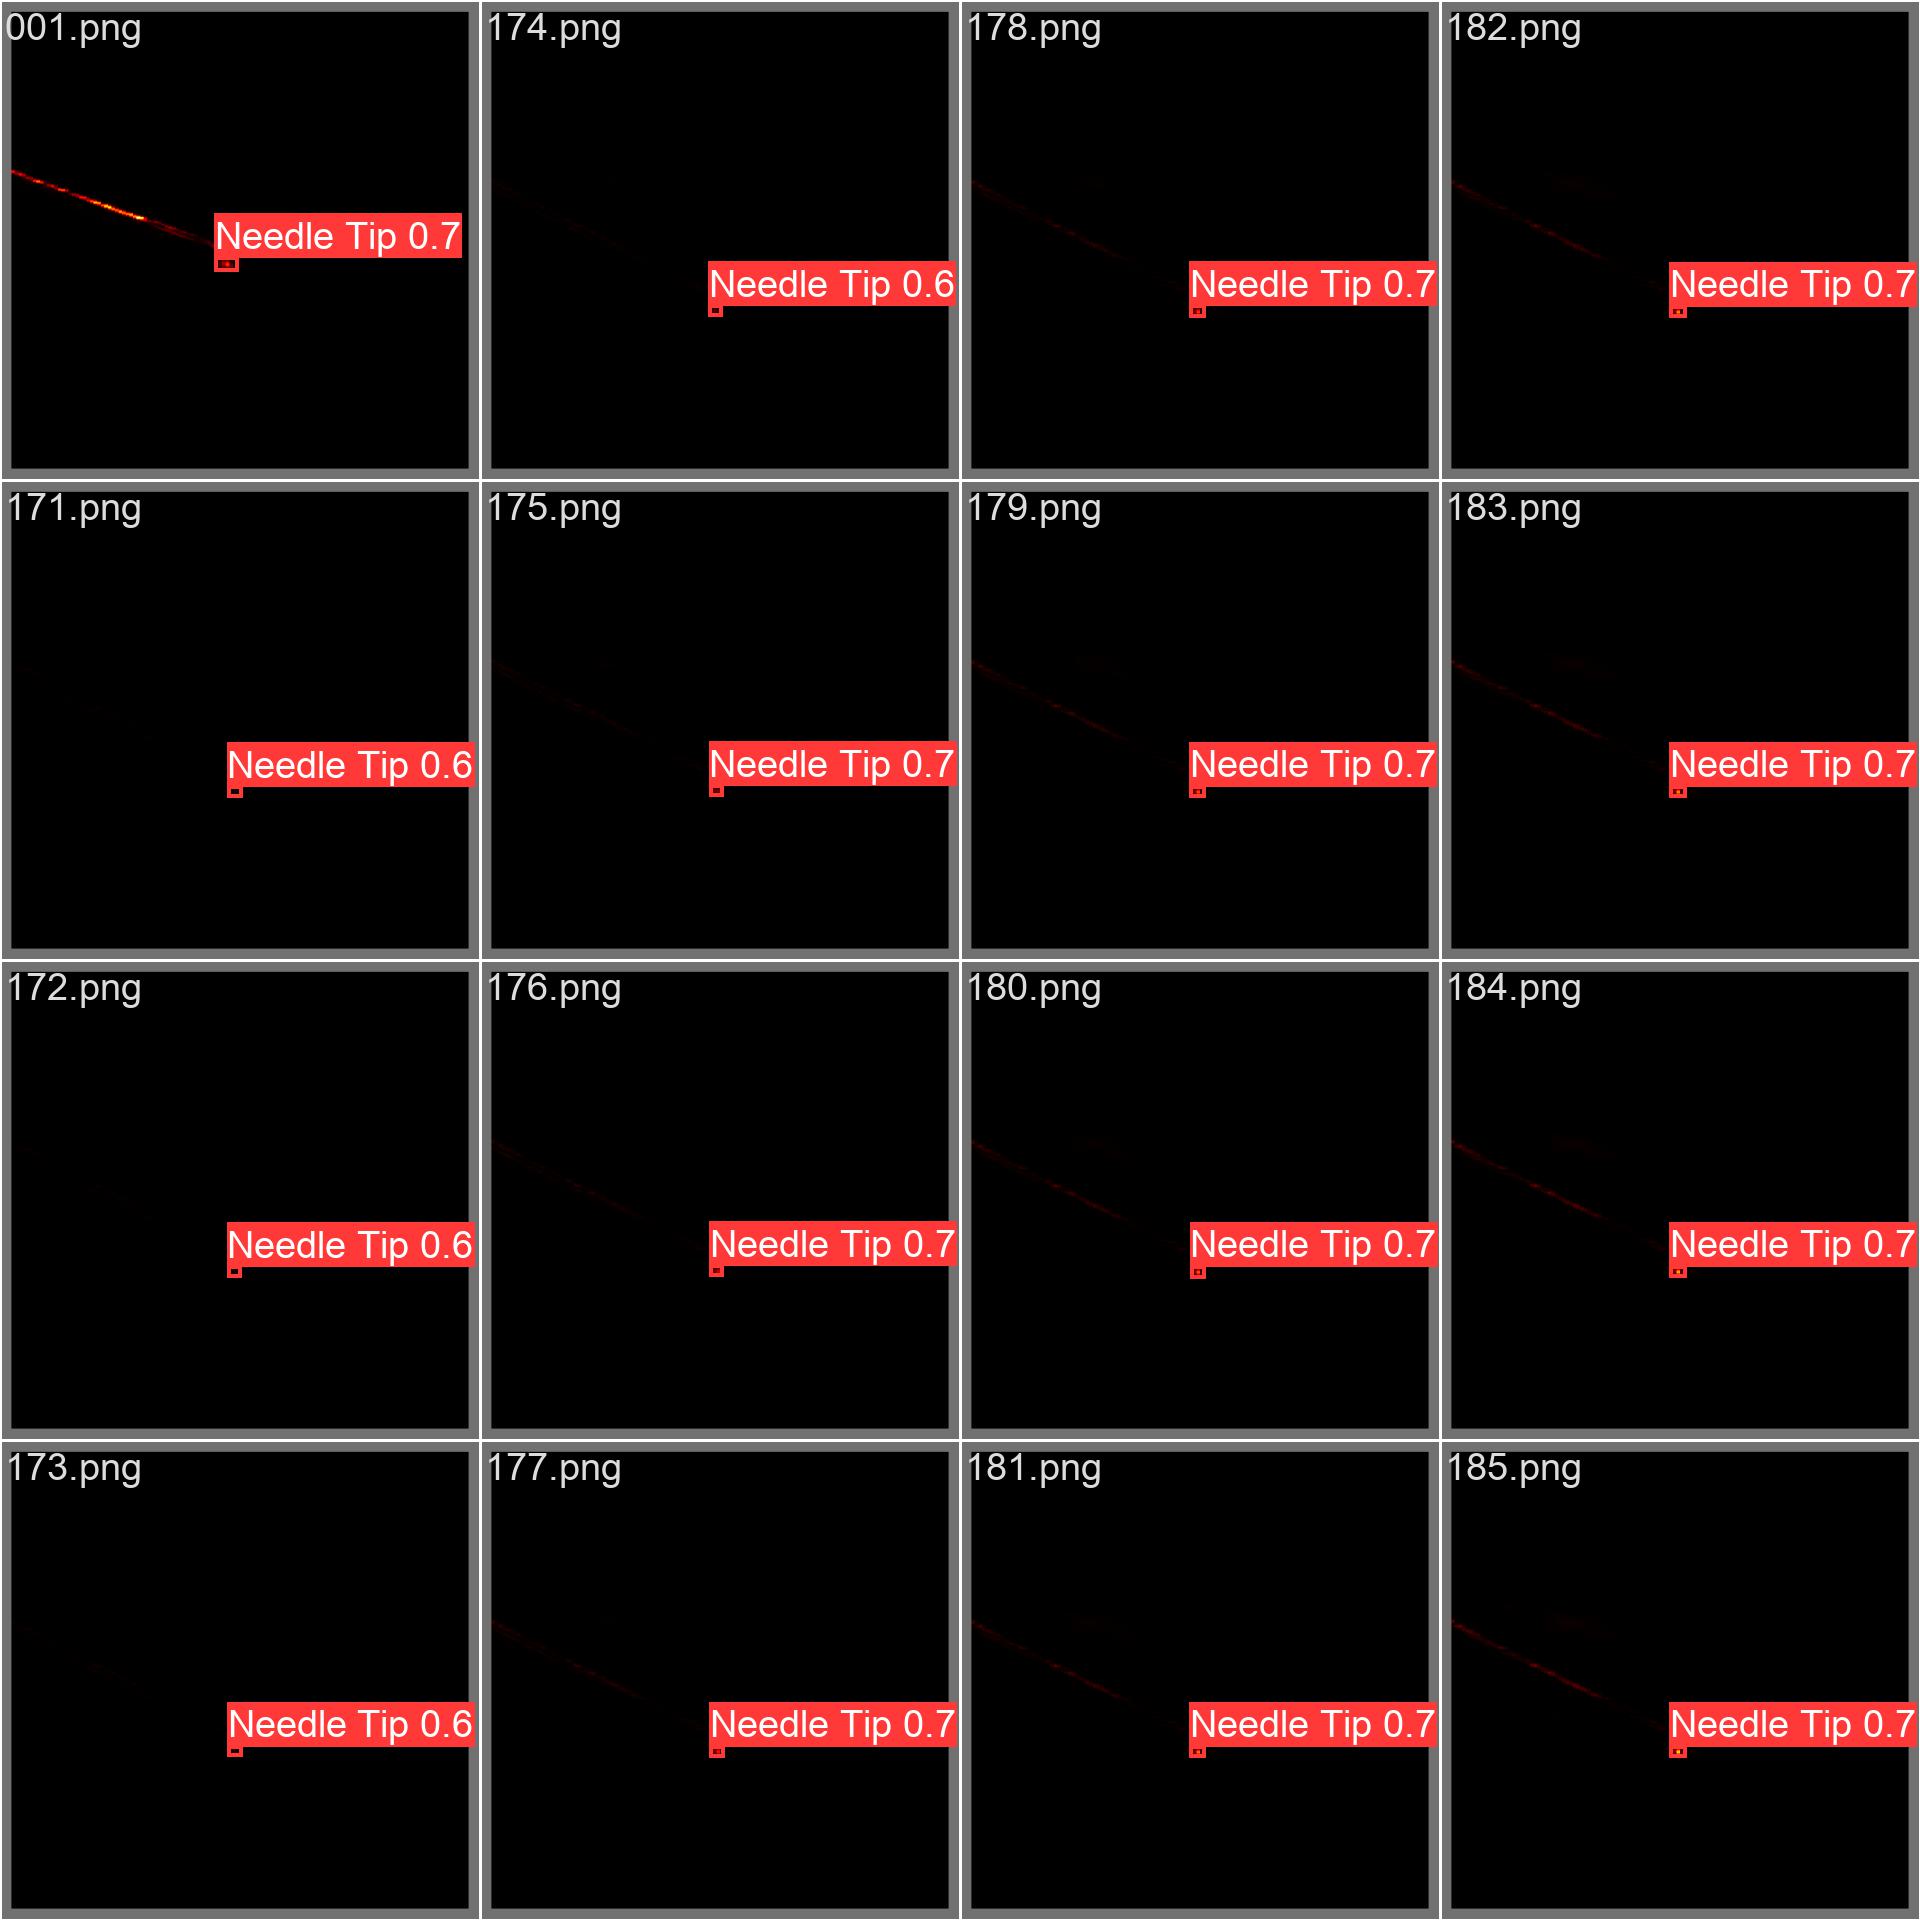 001.png
174.png
178.png
182.png
Needle Tip 0.7
Needle Tip 0.6
Needle Tip 0.7
Needle Tip 0.7
171.png
175.png
179.png
183.png
Needle Tip 0.6
Needle Tip 0.7
Needle Tip 0.7
Needle Tip 0.7
172.png
176.png
180.png
184.png
Needle Tip 0.6
Needle Tip 0.7
Needle Tip 0.7
Needle Tip 0.7
173.png
177.png
181.png
185.png
Needle Tip 0.6
Needle Tip 0.7
Needle Tip 0.7
Needle Tip 0.7